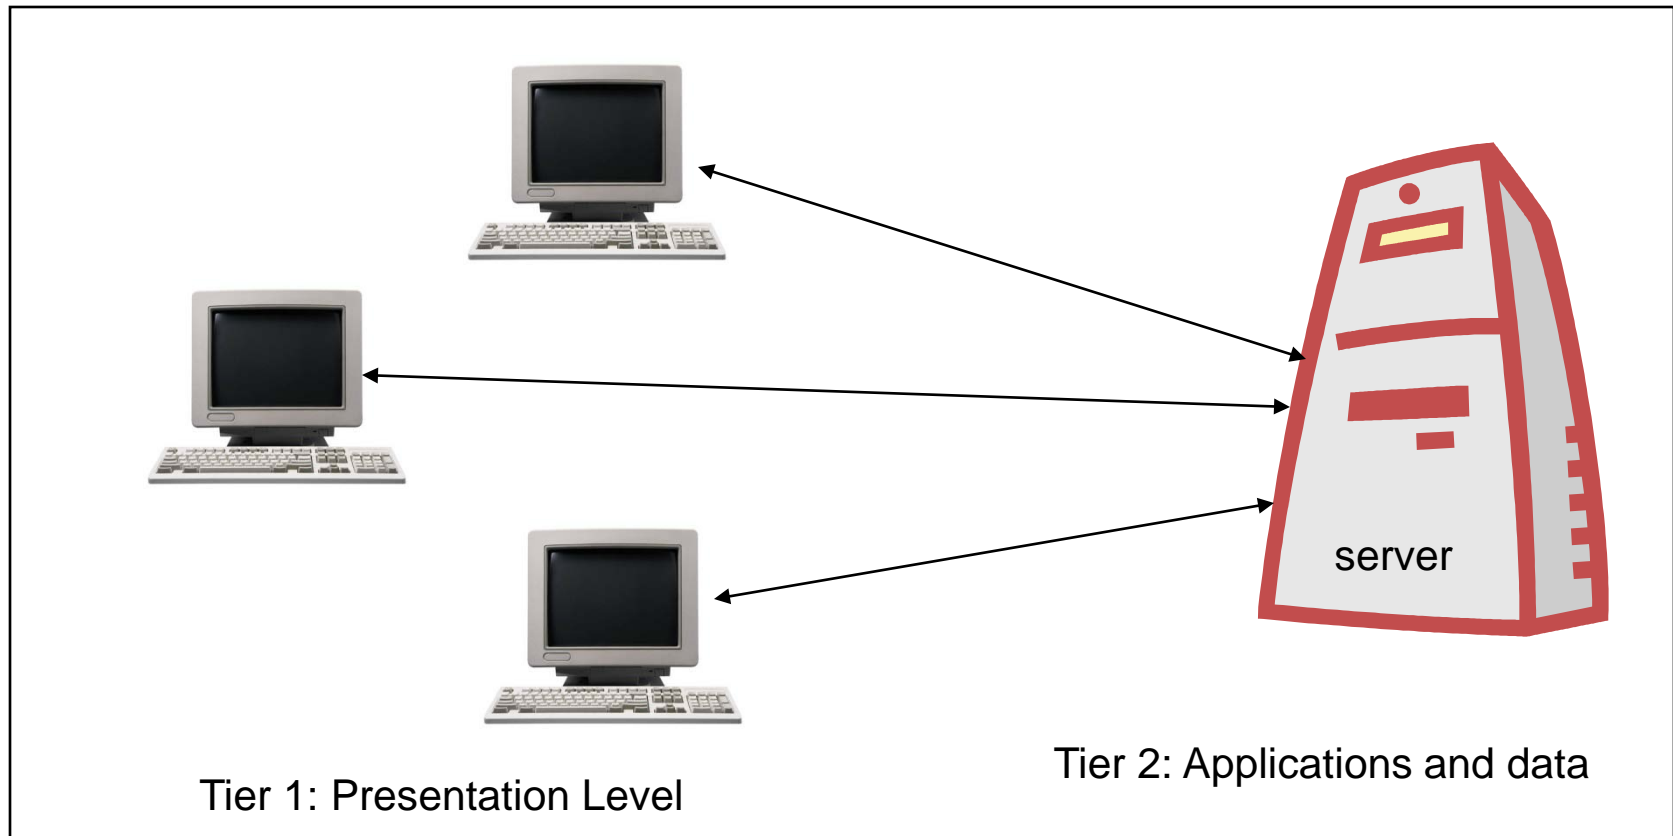 server
Tier 2: Applications and data
Tier 1: Presentation Level